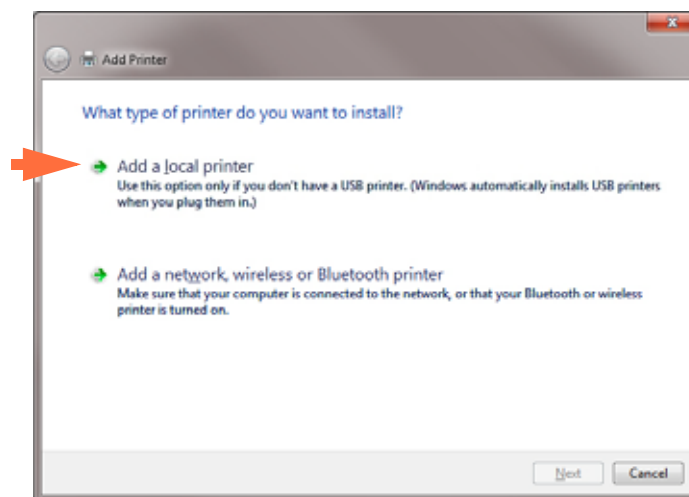 Add Printer
What type of printer do you want to install?
Add a local printer
Use this option only if you don't have a USB printer. (Windows automatically installs USB printers
when you plug them in.)
Add a network, wireless or Bluetooth printer
Make sure that your computer is connected to the network, or that your Bluetooth or wireless
printer is turned on.
Next Cancel